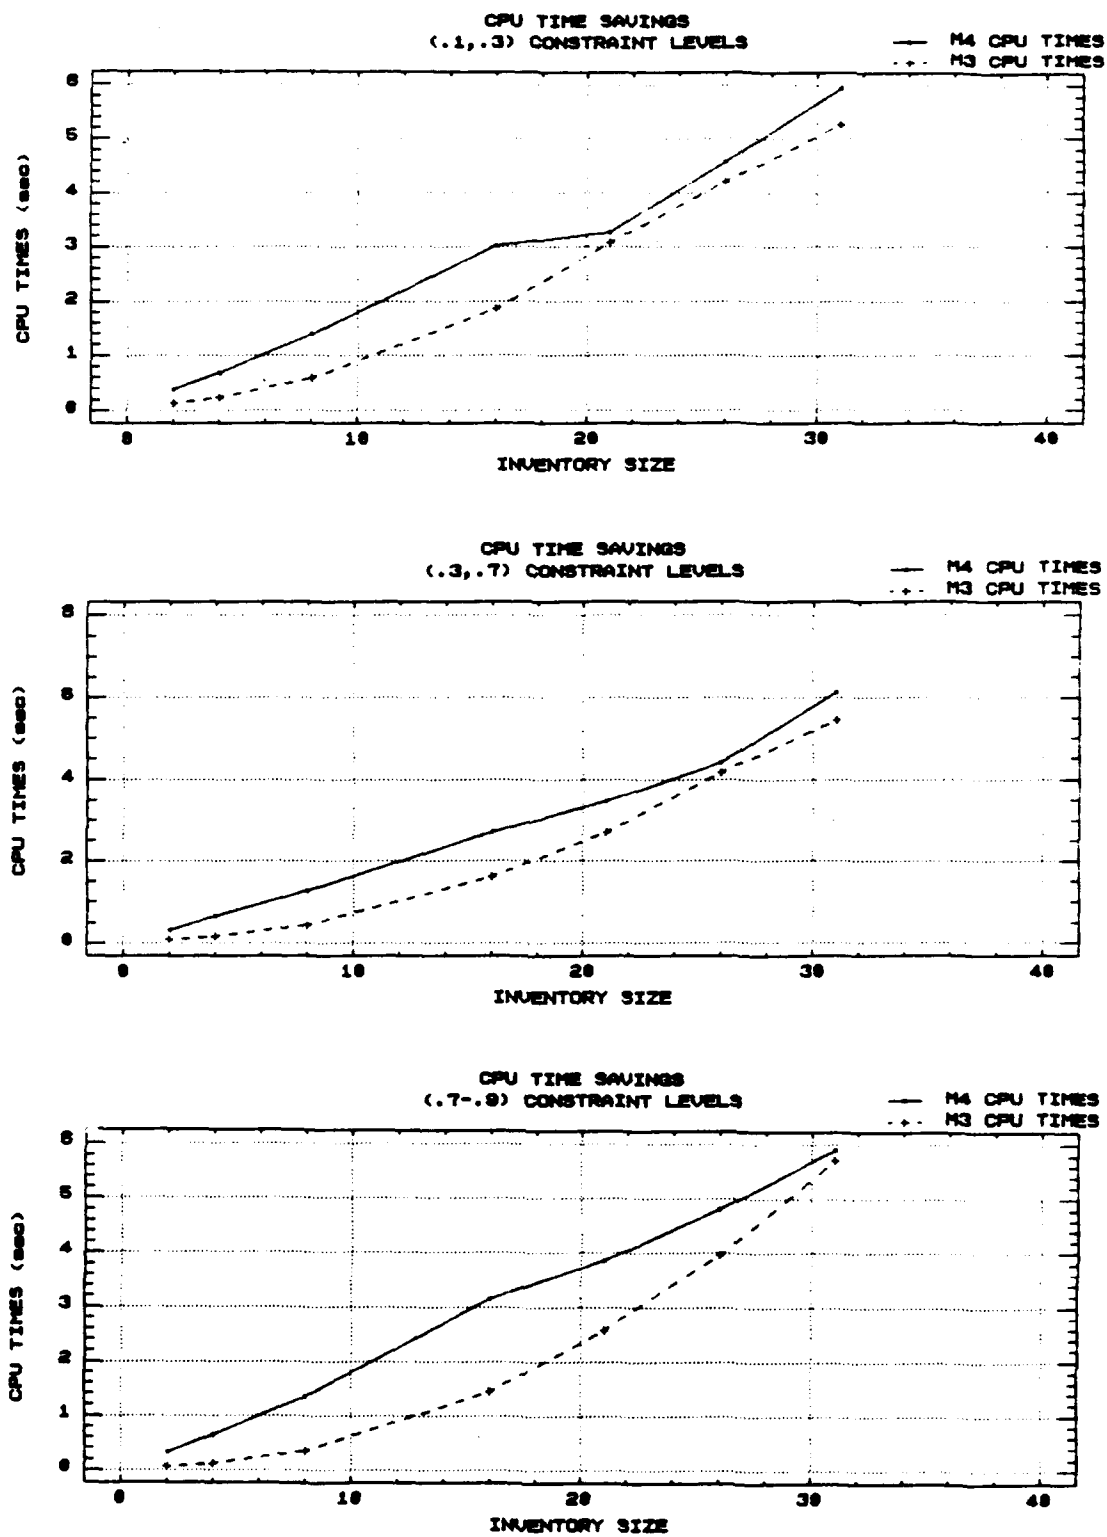 CPU TIME SAVINGS
(.1,.3) CONSTRAINT LEVELS
M4 CPU TIMES
M3 CPU TIMES
6
5
4
3
2
1
0
CPU TIMES (sec)
0 10 20 30 40
INVENTORY SIZE
CPU TIME SAVINGS
(.3,.7) CONSTRAINT LEVELS
M4 CPU TIMES
M3 CPU TIMES
8
6
4
2
0
CPU TIMES (sec)
0 10 20 30 40
INVENTORY SIZE
CPU TIME SAVINGS
(.7-.9) CONSTRAINT LEVELS
M4 CPU TIMES
M3 CPU TIMES
6
5
4
3
2
1
0
CPU TIMES (sec)
0 10 20 30 40
INVENTORY SIZE